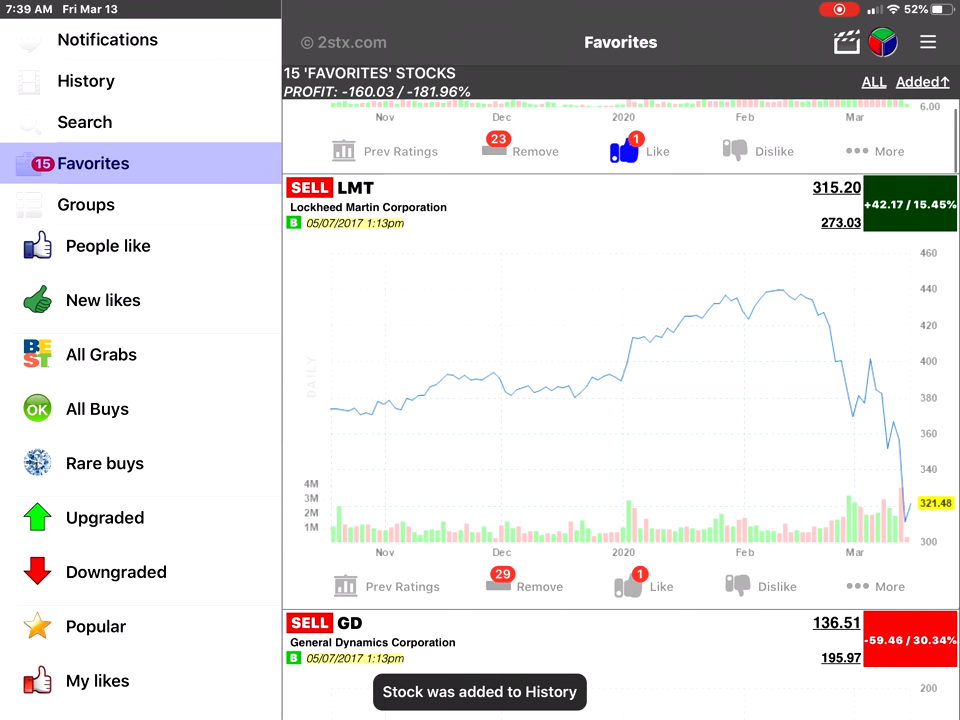 7:39 AM Fri Mar 13
52%
Notifications
History
Search
15 Favorites
Groups
People like
New likes
BEST All Grabs
OK All Buys
Rare buys
Upgraded
Downgraded
Popular
My likes
© 2stx.com
Favorites
15 'FAVORITES' STOCKS
PROFIT: -160.03 / -181.96%
ALL Added↑
6.00
Nov Dec 2020 Feb Mar
Prev Ratings 23 Remove 1 Like Dislike More
SELL LMT 315.20
Lockheed Martin Corporation
+42.17 / 15.45%
B 05/07/2017 1:13pm 273.03
460
440
420
400
DAILY
380
360
340
4M
3M
321.48
2M
1M
300
Nov Dec 2020 Feb Mar
Prev Ratings 29 Remove 1 Like Dislike More
SELL GD 136.51
General Dynamics Corporation
-59.46 / 30.34%
B 05/07/2017 1:13pm 195.97
200
Stock was added to History